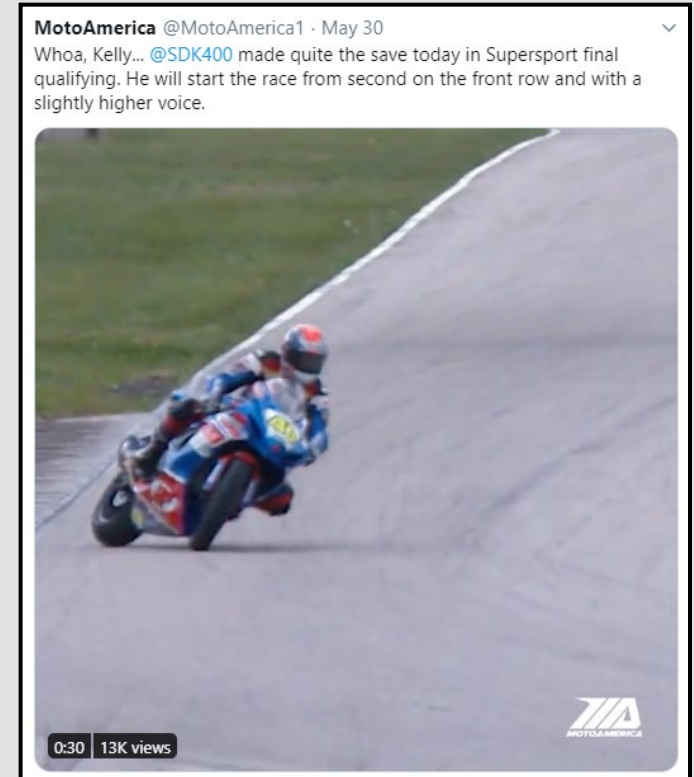 MotoAmerica @MotoAmerica1 · May 30
Whoa, Kelly... @SDK400 made quite the save today in Supersport final
qualifying. He will start the race from second on the front row and with a
slightly higher voice.
MOTOAMERICA
0:30 13K views